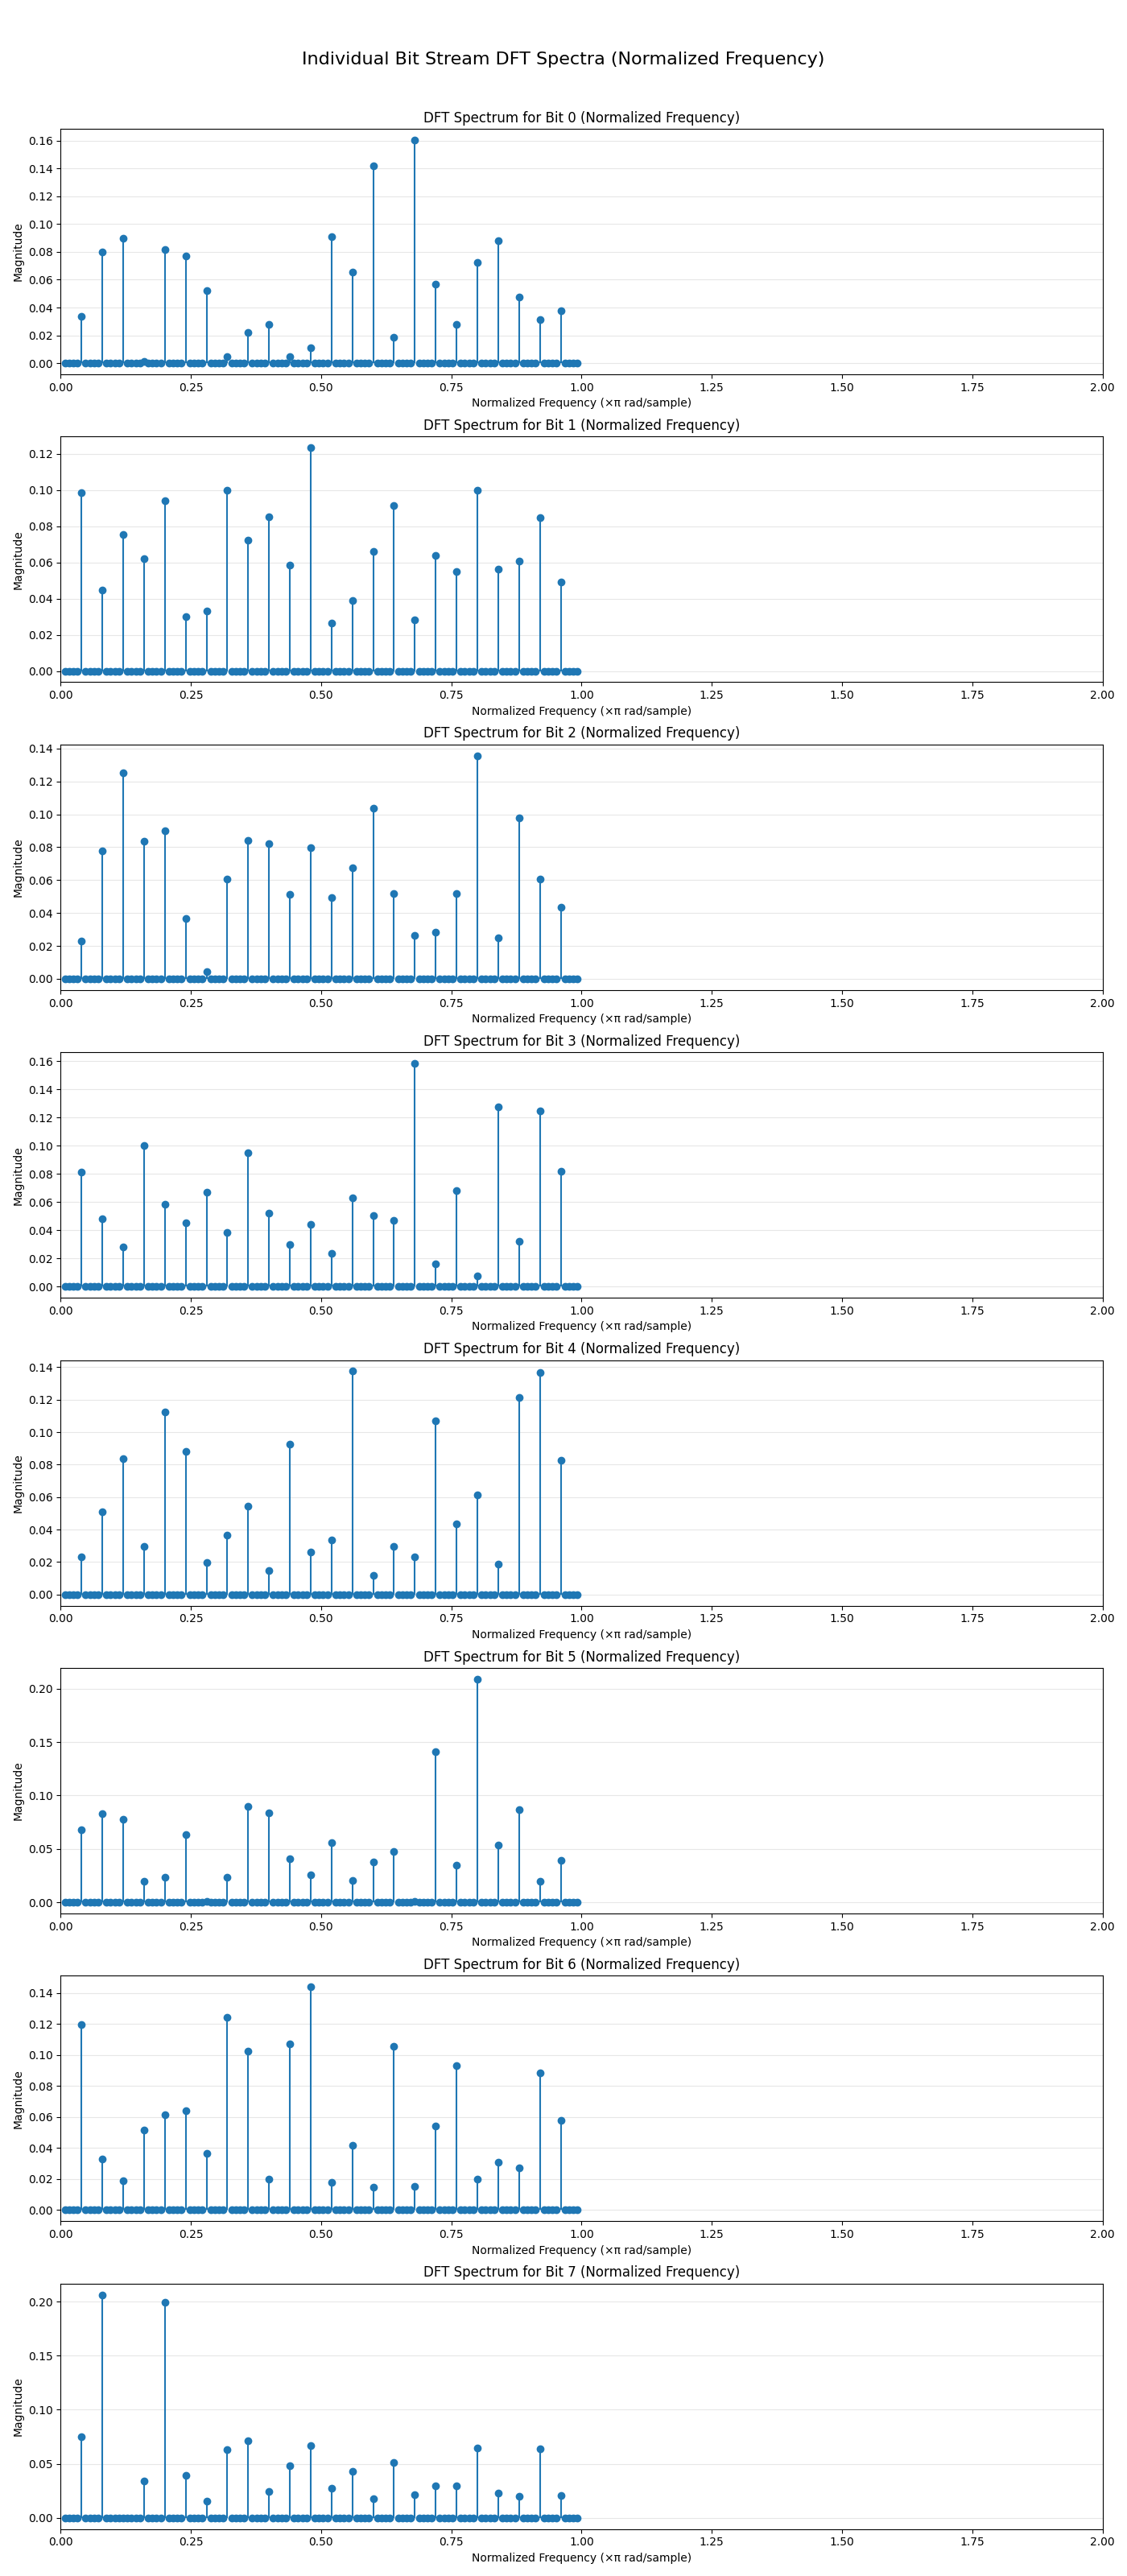 Individual Bit Stream DFT Spectra (Normalized Frequency)
DFT Spectrum for Bit 0 (Normalized Frequency)
0.16
0.14
0.12
0.10
0.08
0.06
0.04
0.02
0.00
Magnitude
0.00 0.25 0.50 0.75 1.00 1.25 1.50 1.75 2.00
Normalized Frequency (×π rad/sample)
DFT Spectrum for Bit 1 (Normalized Frequency)
0.12
0.10
0.08
0.06
0.04
0.02
0.00
Magnitude
0.00 0.25 0.50 0.75 1.00 1.25 1.50 1.75 2.00
Normalized Frequency (×π rad/sample)
DFT Spectrum for Bit 2 (Normalized Frequency)
0.14
0.12
0.10
0.08
0.06
0.04
0.02
0.00
Magnitude
0.00 0.25 0.50 0.75 1.00 1.25 1.50 1.75 2.00
Normalized Frequency (×π rad/sample)
DFT Spectrum for Bit 3 (Normalized Frequency)
0.16
0.14
0.12
0.10
0.08
0.06
0.04
0.02
0.00
Magnitude
0.00 0.25 0.50 0.75 1.00 1.25 1.50 1.75 2.00
Normalized Frequency (×π rad/sample)
DFT Spectrum for Bit 4 (Normalized Frequency)
0.14
0.12
0.10
0.08
0.06
0.04
0.02
0.00
Magnitude
0.00 0.25 0.50 0.75 1.00 1.25 1.50 1.75 2.00
Normalized Frequency (×π rad/sample)
DFT Spectrum for Bit 5 (Normalized Frequency)
0.20
0.15
0.10
0.05
0.00
Magnitude
0.00 0.25 0.50 0.75 1.00 1.25 1.50 1.75 2.00
Normalized Frequency (×π rad/sample)
DFT Spectrum for Bit 6 (Normalized Frequency)
0.14
0.12
0.10
0.08
0.06
0.04
0.02
0.00
Magnitude
0.00 0.25 0.50 0.75 1.00 1.25 1.50 1.75 2.00
Normalized Frequency (×π rad/sample)
DFT Spectrum for Bit 7 (Normalized Frequency)
0.20
0.15
0.10
0.05
0.00
Magnitude
0.00 0.25 0.50 0.75 1.00 1.25 1.50 1.75 2.00
Normalized Frequency (×π rad/sample)